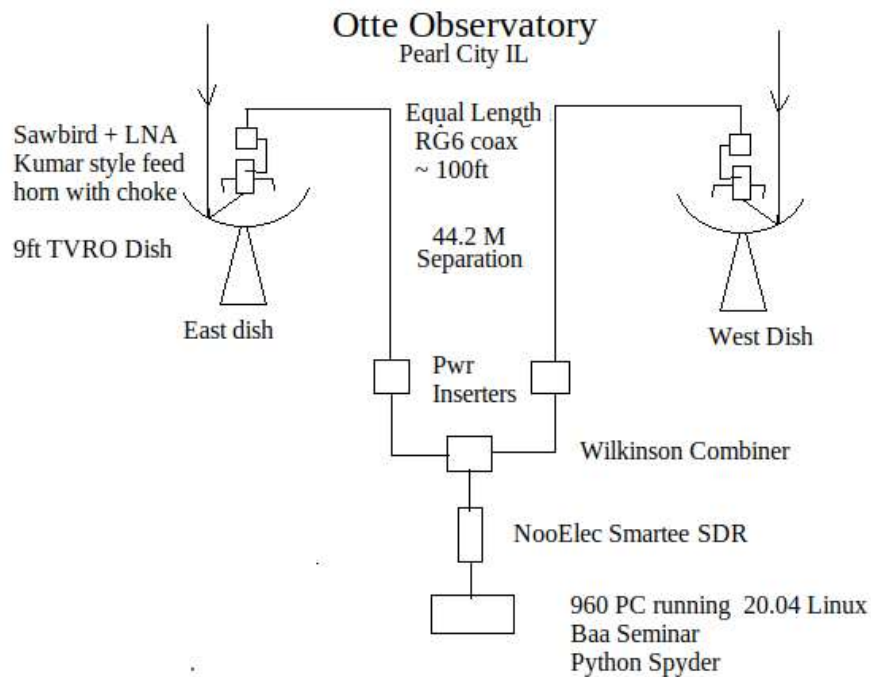 Otte Observatory
Pearl City IL
Sawbird + LNA
Kumar style feed
horn with choke
9ft TVRO Dish
East dish
Equal Length
RG6 coax
~ 100ft
44.2 M
Separation
West Dish
Pwr
Inserters
Wilkinson Combiner
NooElec Smartee SDR
960 PC running 20.04 Linux
Baa Seminar
Python Spyder